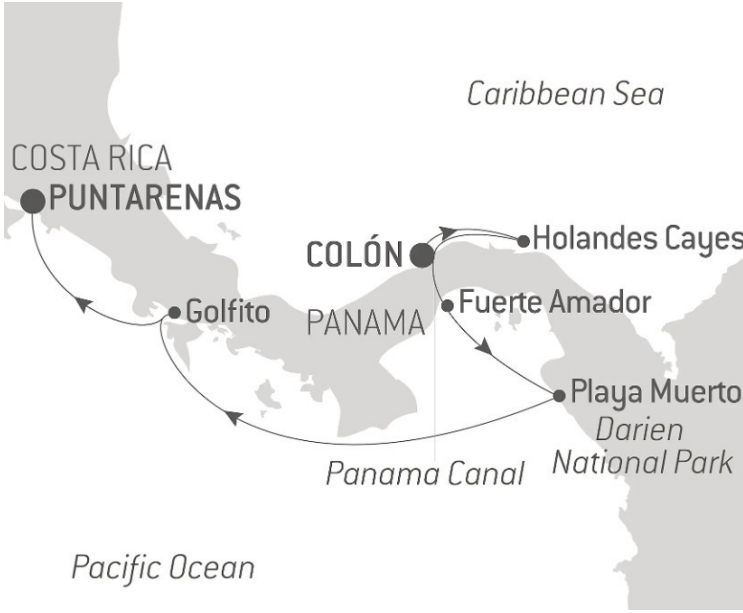 Caribbean Sea
COSTA RICA
PUNTARENAS
COLÓN
Holandes Cayes
Golfito
PANAMA
Fuerte Amador
Playa Muerto
Darien
National Park
Panama Canal
Pacific Ocean